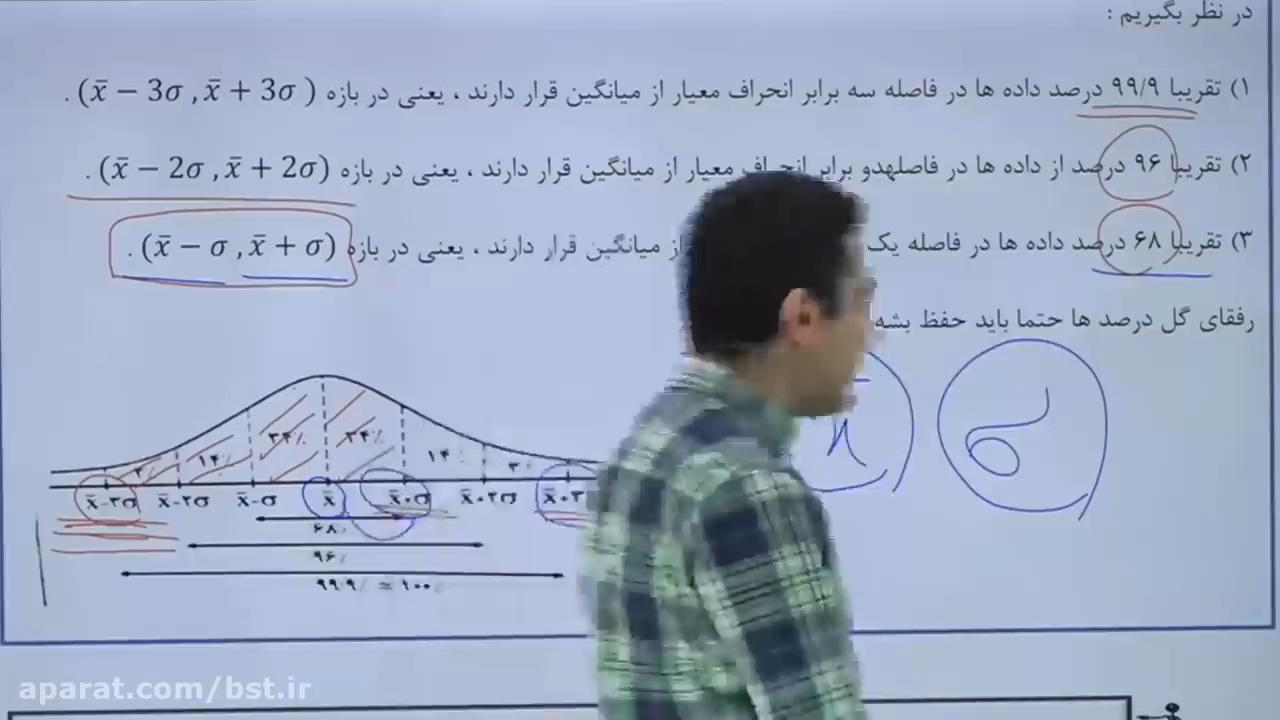 در نظر بگیریم :
۱) تقریبا ۹۹/۹ درصد داده ها در فاصله سه برابر انحراف معیار از میانگین قرار دارند ، یعنی در بازه (x̄ − 3σ , x̄ + 3σ) .
۲) تقریبا ۹۶ درصد از داده ها در فاصلهدو برابر انحراف معیار از میانگین قرار دارند ، یعنی در بازه (x̄ − 2σ , x̄ + 2σ) .
۳) تقریبا ۶۸ درصد داده ها در فاصله یک از میانگین قرار دارند ، یعنی در بازه (x̄ − σ , x̄ + σ) .
رفقای گل درصد ها حتما باید حفظ بشه
σ
۲٪ ۱۴٪ ۳۴٪ ۳۴٪ ۱۴
x̄-۳σ x̄-۲σ x̄-σ x̄ x̄+σ x̄+۲σ x̄+۳
۶۸٪
۹۶٪
۹۹.۹٪ ≃ ۱۰۰٪
aparat.com/bst.ir